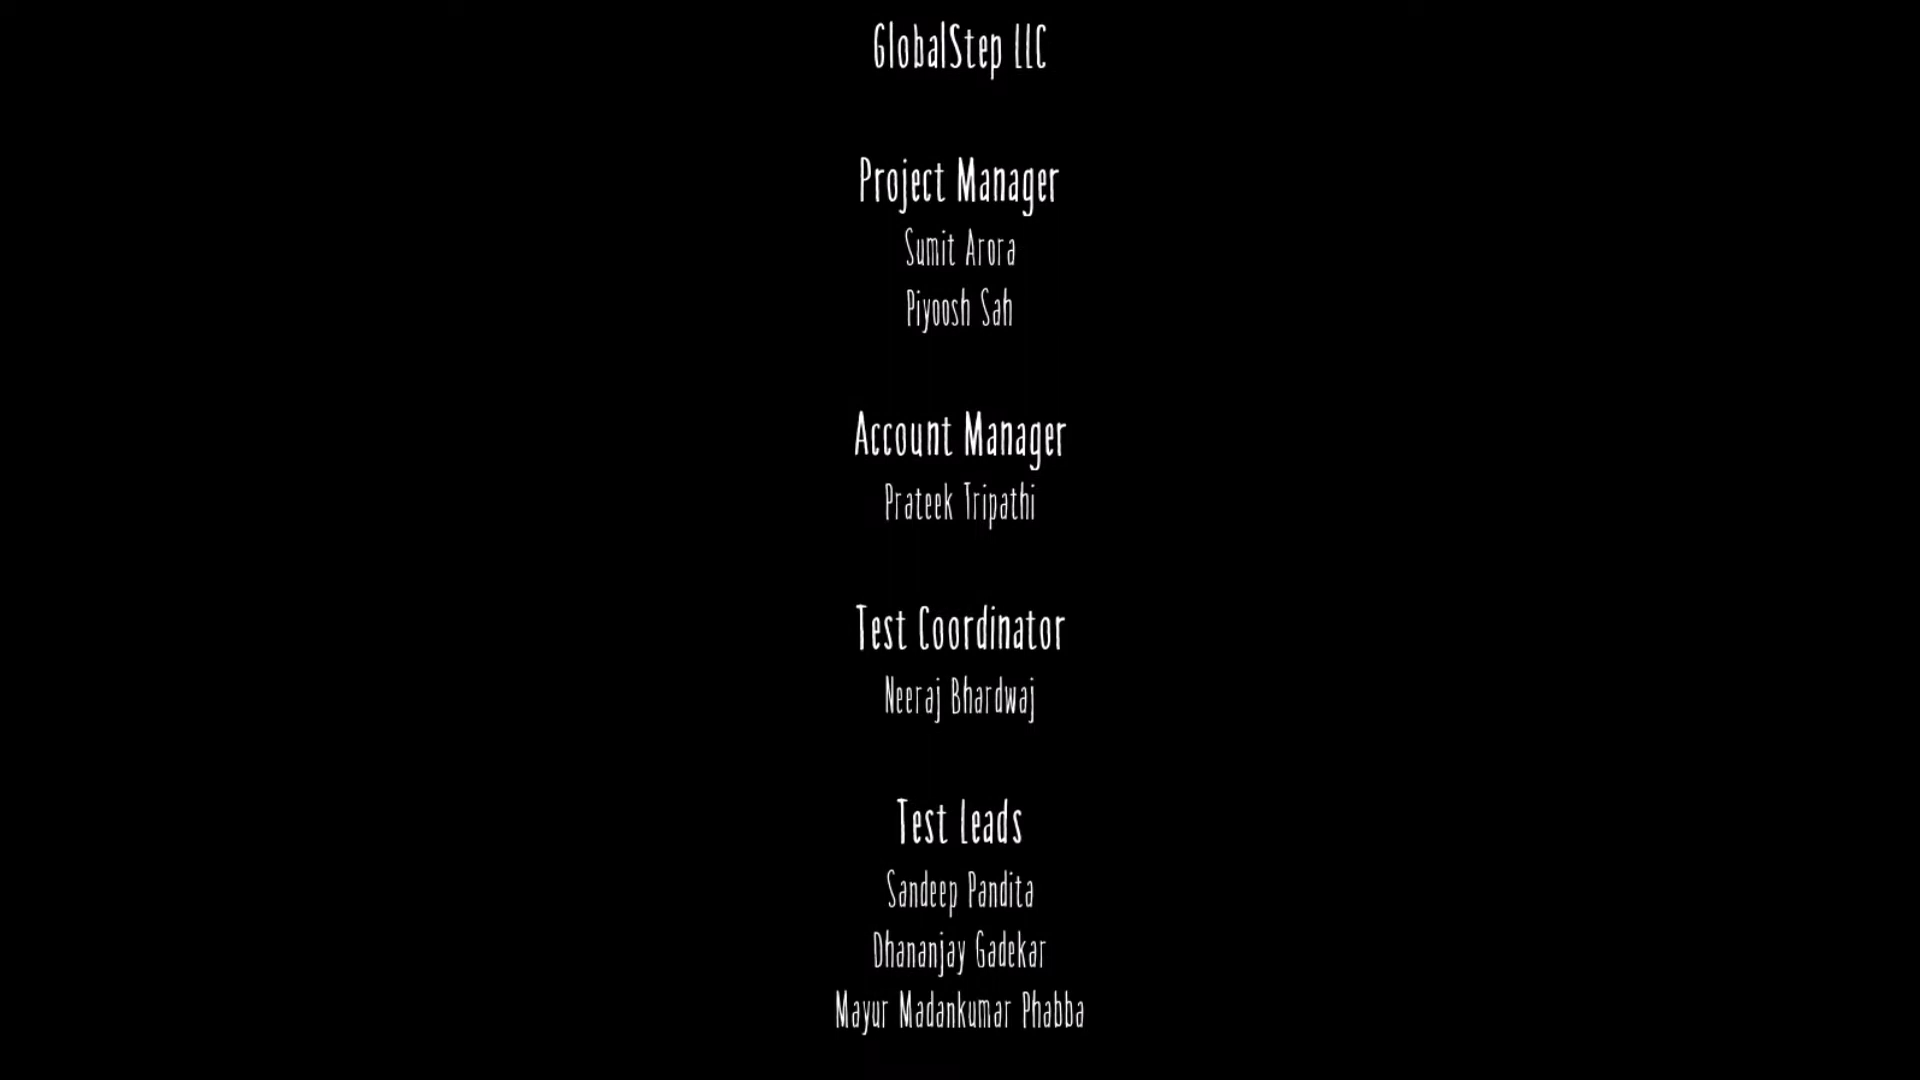 GlobalStep LLC
Project Manager
Sumit Arora
Piyoosh Sah
Account Manager
Prateek Tripathi
Test Coordinator
Neeraj Bhardwaj
Test Leads
Sandeep Pandita
Dhananjay Gadekar
Mayur Madankumar Phabba